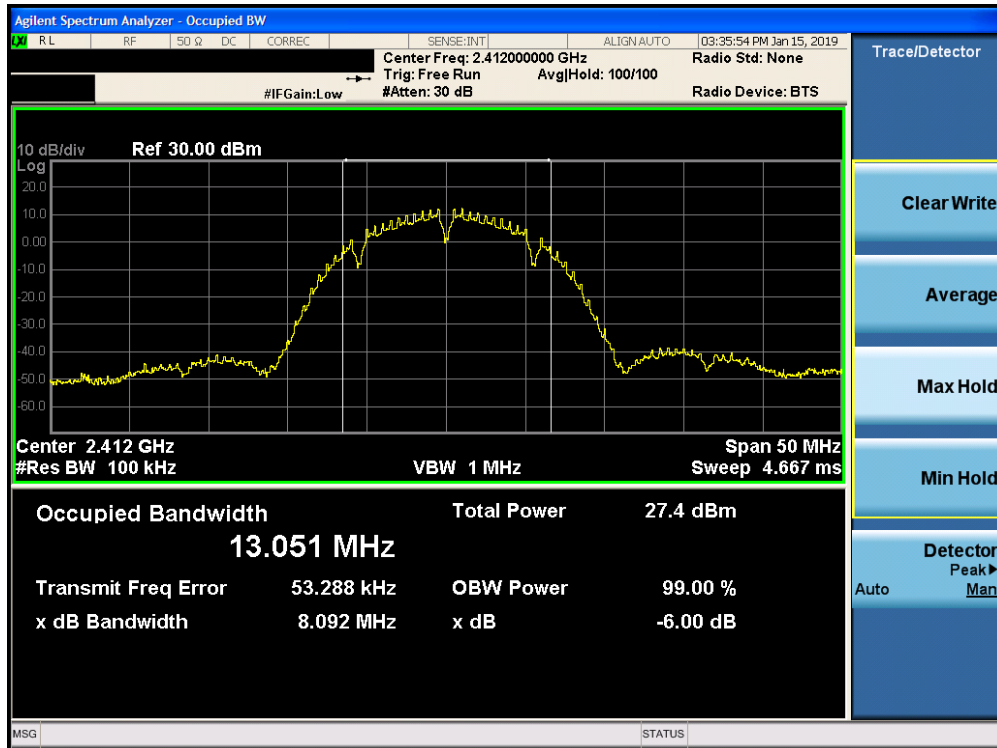 Agilent Spectrum Analyzer - Occupied BW
LXI RL RF 50 Ω DC CORREC SENSE:INT ALIGN AUTO 03:35:54 PM Jan 15, 2019
Center Freq: 2.412000000 GHz Radio Std: None
Trig: Free Run Avg|Hold: 100/100
#IFGain:Low #Atten: 30 dB Radio Device: BTS
Trace/Detector
10 dB/div Ref 30.00 dBm
Log
20.0
10.0
0.00
-10.0
-20.0
-30.0
-40.0
-50.0
-60.0
Center 2.412 GHz Span 50 MHz
#Res BW 100 kHz VBW 1 MHz Sweep 4.667 ms
Occupied Bandwidth Total Power 27.4 dBm
13.051 MHz
Transmit Freq Error 53.288 kHz OBW Power 99.00 %
x dB Bandwidth 8.092 MHz x dB -6.00 dB
Clear Write
Average
Max Hold
Min Hold
Detector
Peak▶
Auto Man
MSG STATUS